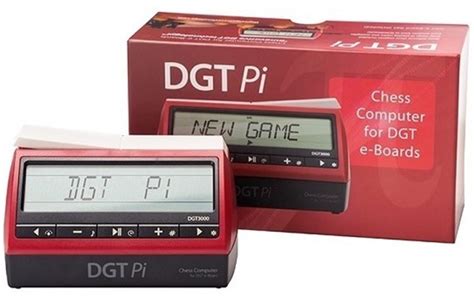 DGT Pi
Chess
Computer
for DGT
e-Boards
NEW GAME
DGT3000
DGT PI
DGT3000
DGT Pi
Chess Computer
for DGT e-Boards